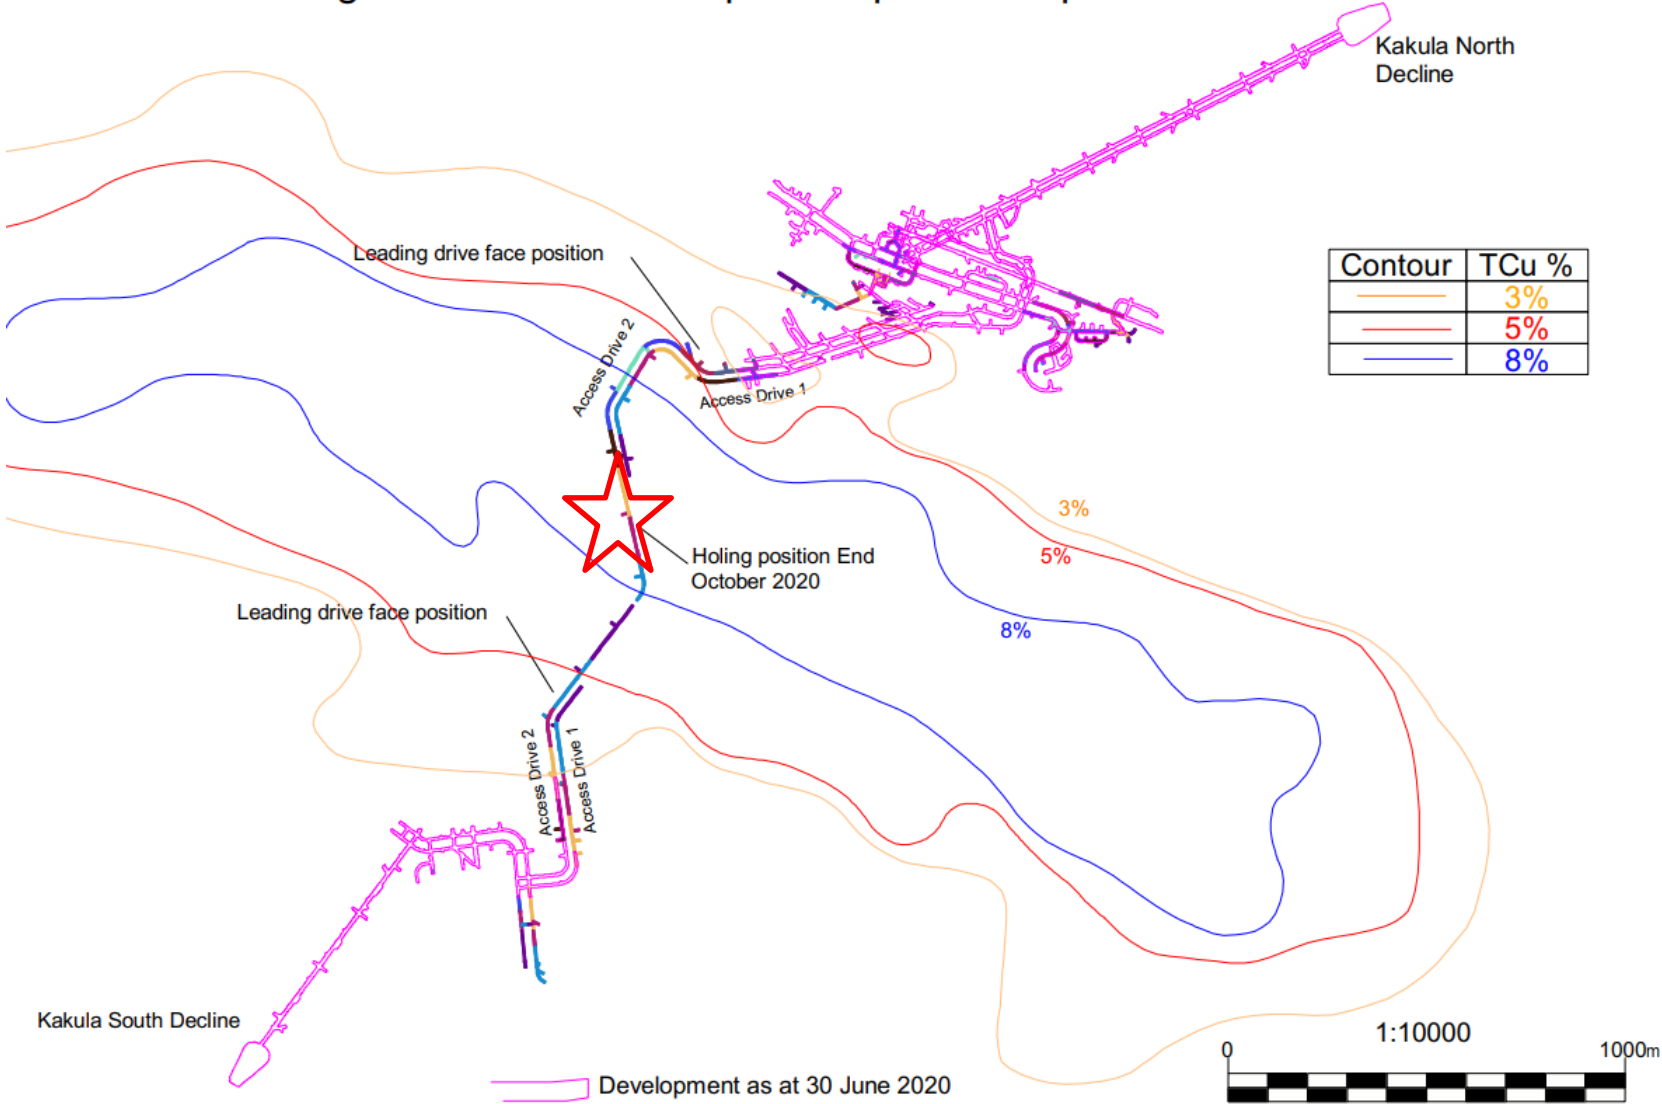 Kakula North
Decline
Leading drive face position
Contour TCu %
3%
5%
8%
Access Drive 2
Access Drive 1
3%
5%
Holing position End
October 2020
8%
Leading drive face position
Access Drive 2
Access Drive 1
Kakula South Decline
1:10000
0 1000m
Development as at 30 June 2020